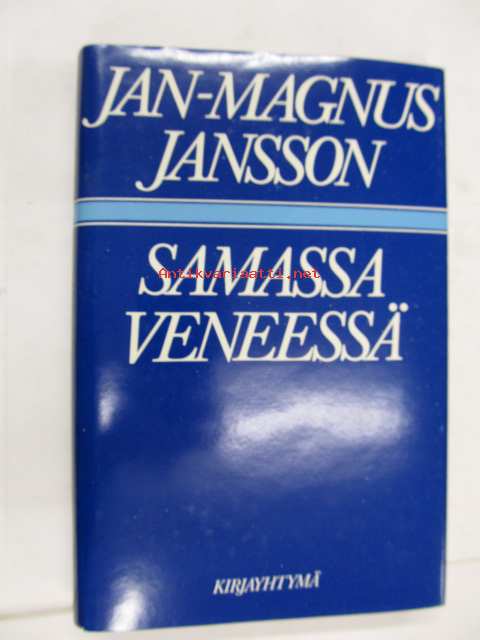 JAN-MAGNUS
JANSSON
SAMASSA
Antikvariaatti.net
VENEESSÄ
KIRJAYHTYMÄ